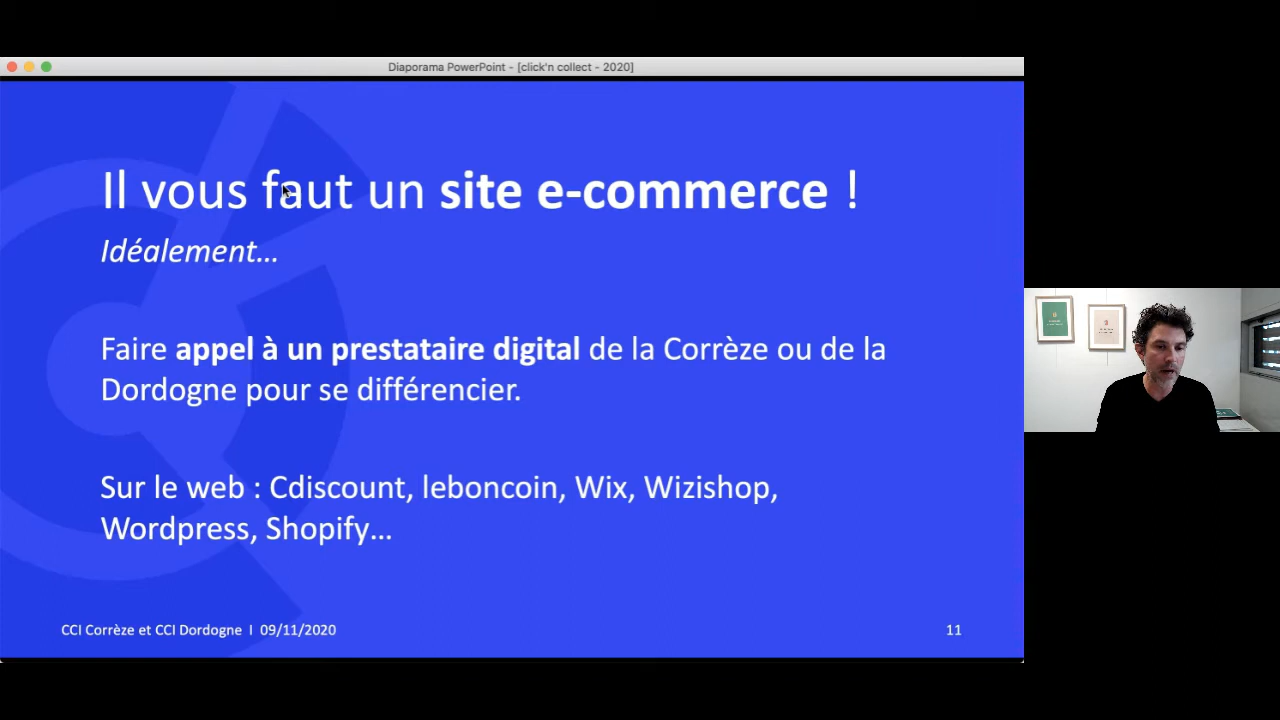 Diaporama PowerPoint - [click'n collect - 2020]
Il vous faut un site e-commerce !
Idéalement...
Faire appel à un prestataire digital de la Corrèze ou de la
Dordogne pour se différencier.
Sur le web : Cdiscount, leboncoin, Wix, Wizishop,
Wordpress, Shopify...
CCI Corrèze et CCI Dordogne I 09/11/2020
11